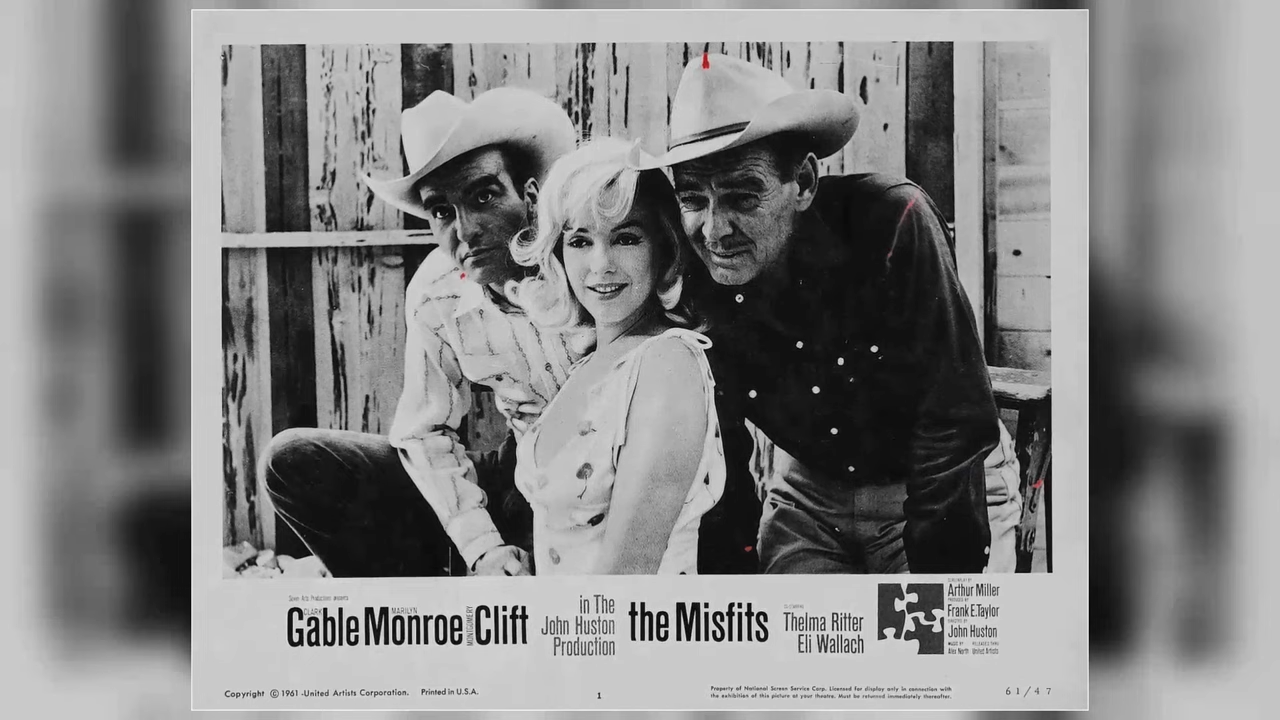 Seven Arts Productions presents
CLARK
Gable
MARILYN
Monroe
MONTGOMERY
Clift
in The
John Huston
Production
the Misfits
CO-STARRING
Thelma Ritter
Eli Wallach
SCREENPLAY BY
Arthur Miller
PRODUCED BY
Frank E. Taylor
DIRECTED BY
John Huston
MUSIC BY RELEASED THRU
Alex North United Artists
Copyright © 1961 - United Artists Corporation. Printed in U.S.A.
1
Property of National Screen Service Corp. Licensed for display only in connection with
the exhibition of this picture at your theatre. Must be returned immediately thereafter.
61/47